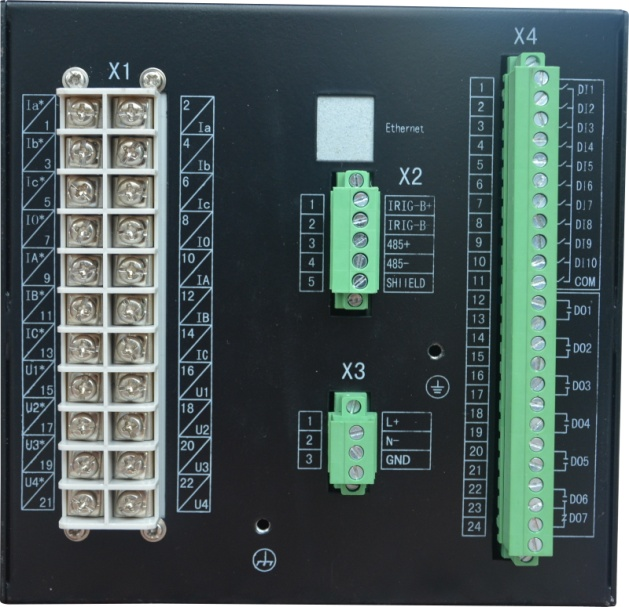 X1
Ia* 1 2 Ia
Ib* 3 4 Ib
Ic* 5 6 Ic
I0* 7 8 I0
IA* 9 10 IA
IB* 11 12 IB
IC* 13 14 IC
U1* 15 16 U1
U2* 17 18 U2
U3* 19 20 U3
U4* 21 22 U4
Ethernet
X2
1 IRIG-B+
2 IRIG-B
3 485+
4 485-
5 SHIELD
X3
1 L+
2 N-
3 GND
X4
1 DI1
2 DI2
3 DI3
4 DI4
5 DI5
6 DI6
7 DI7
8 DI8
9 DI9
10 DI10
11 COM
12
DO1
13
14
DO2
15
16
DO3
17
18
DO4
19
20
DO5
21
22
DO6
23
DO7
24